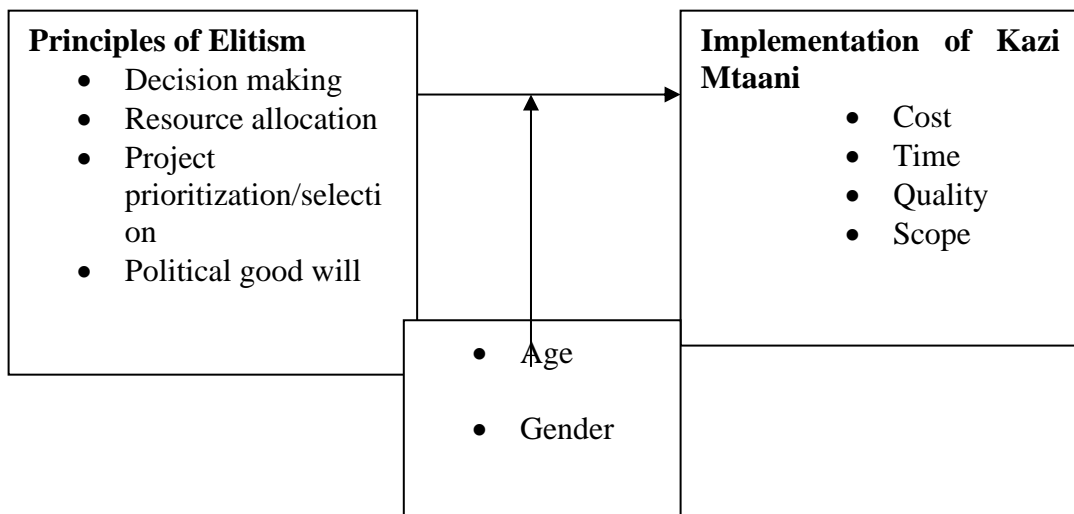 Principles of Elitism
• Decision making
• Resource allocation
• Project
prioritization/selecti
on
• Political good will
Implementation of Kazi
Mtaani
• Cost
• Time
• Quality
• Scope
• Age
• Gender